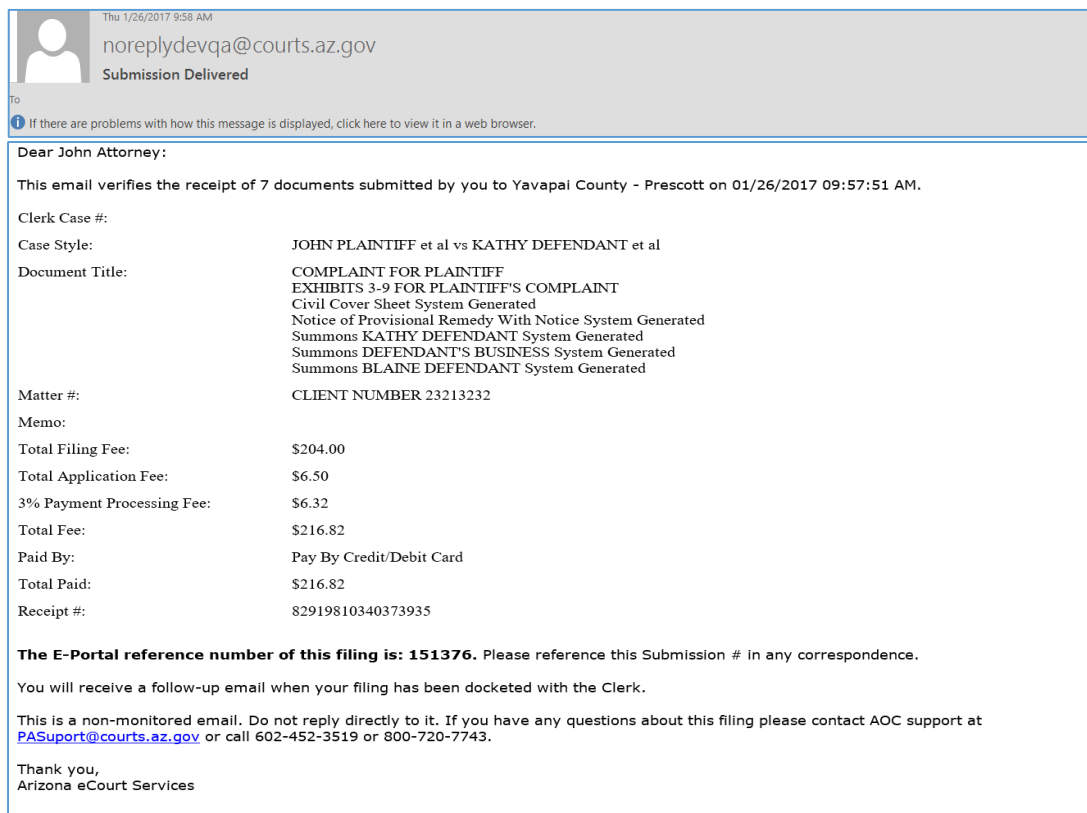 Thu 1/26/2017 9:58 AM
noreplydevqa@courts.az.gov
Submission Delivered
To
If there are problems with how this message is displayed, click here to view it in a web browser.
Dear John Attorney:
This email verifies the receipt of 7 documents submitted by you to Yavapai County - Prescott on 01/26/2017 09:57:51 AM.
Clerk Case #:
Case Style: JOHN PLAINTIFF et al vs KATHY DEFENDANT et al
Document Title: COMPLAINT FOR PLAINTIFF
EXHIBITS 3-9 FOR PLAINTIFF'S COMPLAINT
Civil Cover Sheet System Generated
Notice of Provisional Remedy With Notice System Generated
Summons KATHY DEFENDANT System Generated
Summons DEFENDANT'S BUSINESS System Generated
Summons BLAINE DEFENDANT System Generated
Matter #: CLIENT NUMBER 23213232
Memo:
Total Filing Fee: $204.00
Total Application Fee: $6.50
3% Payment Processing Fee: $6.32
Total Fee: $216.82
Paid By: Pay By Credit/Debit Card
Total Paid: $216.82
Receipt #: 82919810340373935
The E-Portal reference number of this filing is: 151376. Please reference this Submission # in any correspondence.
You will receive a follow-up email when your filing has been docketed with the Clerk.
This is a non-monitored email. Do not reply directly to it. If you have any questions about this filing please contact AOC support at
PASuport@courts.az.gov or call 602-452-3519 or 800-720-7743.
Thank you,
Arizona eCourt Services